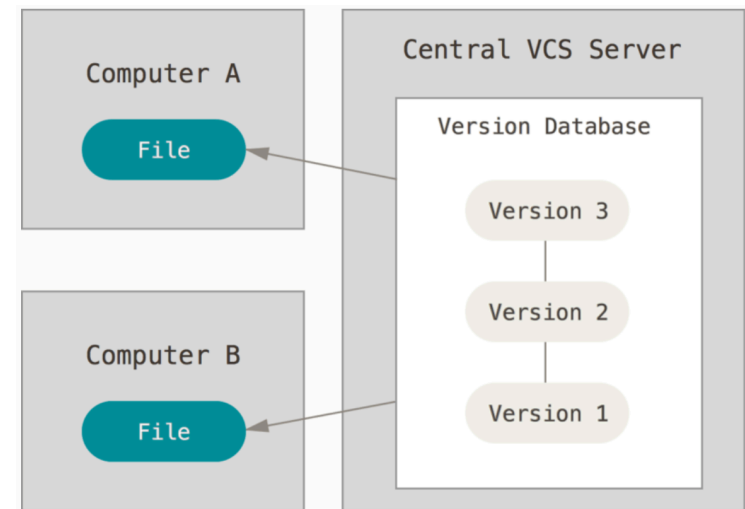 Computer A
File
Computer B
File
Central VCS Server
Version Database
Version 3
Version 2
Version 1